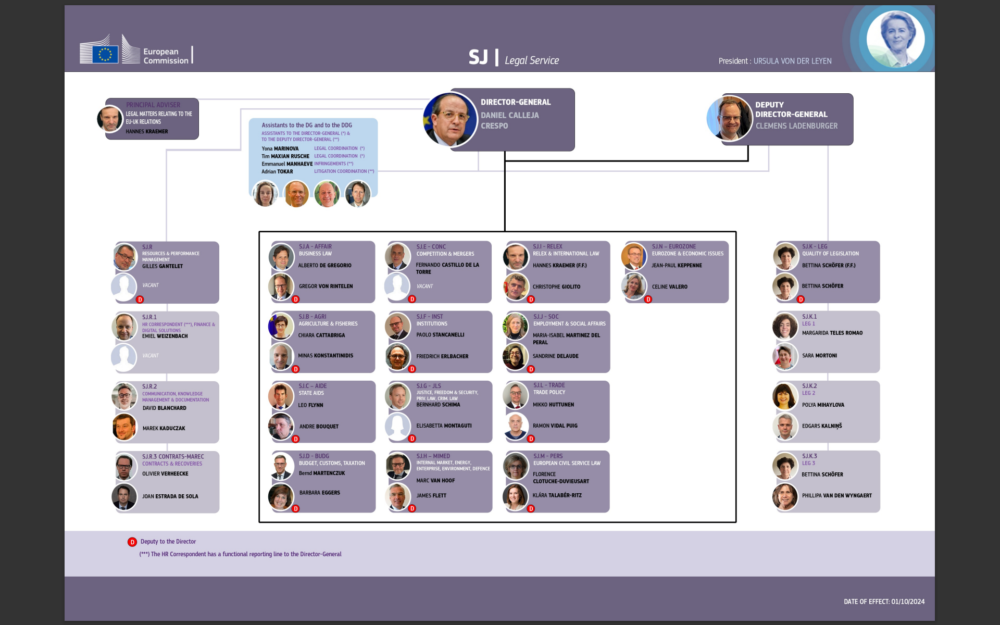 European
Commission
SJ | Legal Service
President : URSULA VON DER LEYEN
PRINCIPAL ADVISER
LEGAL MATTERS RELATING TO THE
EU-UK RELATIONS
HANNES KRAEMER
Assistants to the DG and to the DDG
ASSISTANTS TO THE DIRECTOR-GENERAL (*) &
TO THE DEPUTY DIRECTOR-GENERAL (**)
Yona MARINOVA LEGAL COORDINATION (*)
Tim MAXIAN RUSCHE LEGAL COORDINATION (*)
Emmanuel MANHAEVE INFRINGEMENTS (**)
Adrian TOKAR LITIGATION COORDINATION (**)
DIRECTOR-GENERAL
DANIEL CALLEJA
CRESPO
DEPUTY
DIRECTOR-GENERAL
CLEMENS LADENBURGER
SJ.R
RESOURCES & PERFORMANCE
MANAGEMENT
GILLES GANTELET
VACANT
D
SJ.R.1
HR CORRESPONDENT (***), FINANCE &
DIGITAL SOLUTIONS
EMIEL WEIZENBACH
VACANT
SJ.R.2
COMMUNICATION, KNOWLEDGE
MANAGEMENT & DOCUMENTATION
DAVID BLANCHARD
MAREK KADUCZAK
SJ.R.3 CONTRATS-MAREC
CONTRACTS & RECOVERIES
OLIVIER VERHEECKE
JOAN ESTRADA DE SOLA
SJ.A - AFFAIR
BUSINESS LAW
ALBERTO DE GREGORIO
GREGOR VON RINTELEN
D
SJ.B - AGRI
AGRICULTURE & FISHERIES
CHIARA CATTABRIGA
MINAS KONSTANTINIDIS
D
SJ.C – AIDE
STATE AIDS
LEO FLYNN
ANDRE BOUQUET
D
SJ.D - BUDG
BUDGET, CUSTOMS, TAXATION
Bernd MARTENCZUK
BARBARA EGGERS
D
SJ.E - CONC
COMPETITION & MERGERS
FERNANDO CASTILLO DE LA
TORRE
VACANT
D
SJ.F - INST
INSTITUTIONS
PAOLO STANCANELLI
FRIEDRICH ERLBACHER
D
SJ.G - JLS
JUSTICE, FREEDOM & SECURITY,
PRIV. LAW, CRIM. LAW
BERNHARD SCHIMA
ELISABETTA MONTAGUTI
D
SJ.H – MIMED
INTERNAL MARKET, ENERGY,
ENTERPRISE, ENVIRONMENT, DEFENCE
MARC VAN HOOF
JAMES FLETT
D
SJ.I - RELEX
RELEX & INTERNATIONAL LAW
HANNES KRAEMER (F.F.)
CHRISTOPHE GIOLITO
D
SJ.J - SOC
EMPLOYMENT & SOCIAL AFFAIRS
MARIA-ISABEL MARTINEZ DEL
PERAL
SANDRINE DELAUDE
D
SJ.L - TRADE
TRADE POLICY
MIKKO HUTTUNEN
RAMON VIDAL PUIG
D
SJ.M - PERS
EUROPEAN CIVIL SERVICE LAW
FLORENCE
CLOTUCHE-DUVIEUSART
KLÁRA TALABÉR-RITZ
D
SJ.N – EUROZONE
EUROZONE & ECONOMIC ISSUES
JEAN-PAUL KEPPENNE
CELINE VALERO
D
SJ.K - LEG
QUALITY OF LEGISLATION
BETTINA SCHÖFER (F.F.)
BETTINA SCHÖFER
D
SJ.K.1
LEG 1
MARGARIDA TELES ROMAO
SARA MORTONI
SJ.K.2
LEG 2
POLYA MIHAYLOVA
EDGARS KALNIŅŠ
SJ.K.3
LEG 3
BETTINA SCHÖFER
PHILLIPA VAN DEN WYNGAERT
D Deputy to the Director
(***) The HR Correspondent has a functional reporting line to the Director-General
DATE OF EFFECT: 01/10/2024